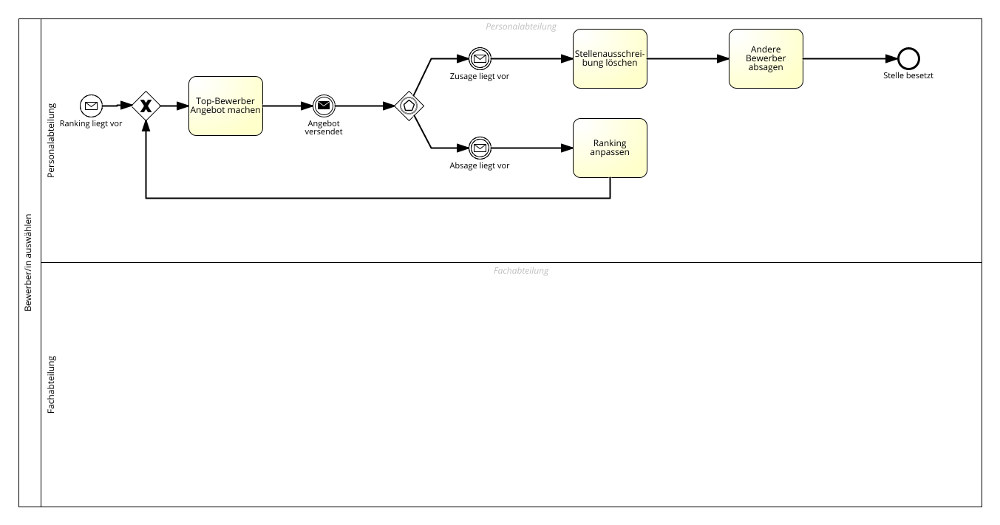 Bewerber/in auswählen
Personalabteilung
Personalabteilung
Ranking liegt vor
Top-Bewerber
Angebot machen
Angebot
versendet
Zusage liegt vor
Stellenausschrei-
bung löschen
Andere
Bewerber
absagen
Stelle besetzt
Absage liegt vor
Ranking
anpassen
Fachabteilung
Fachabteilung